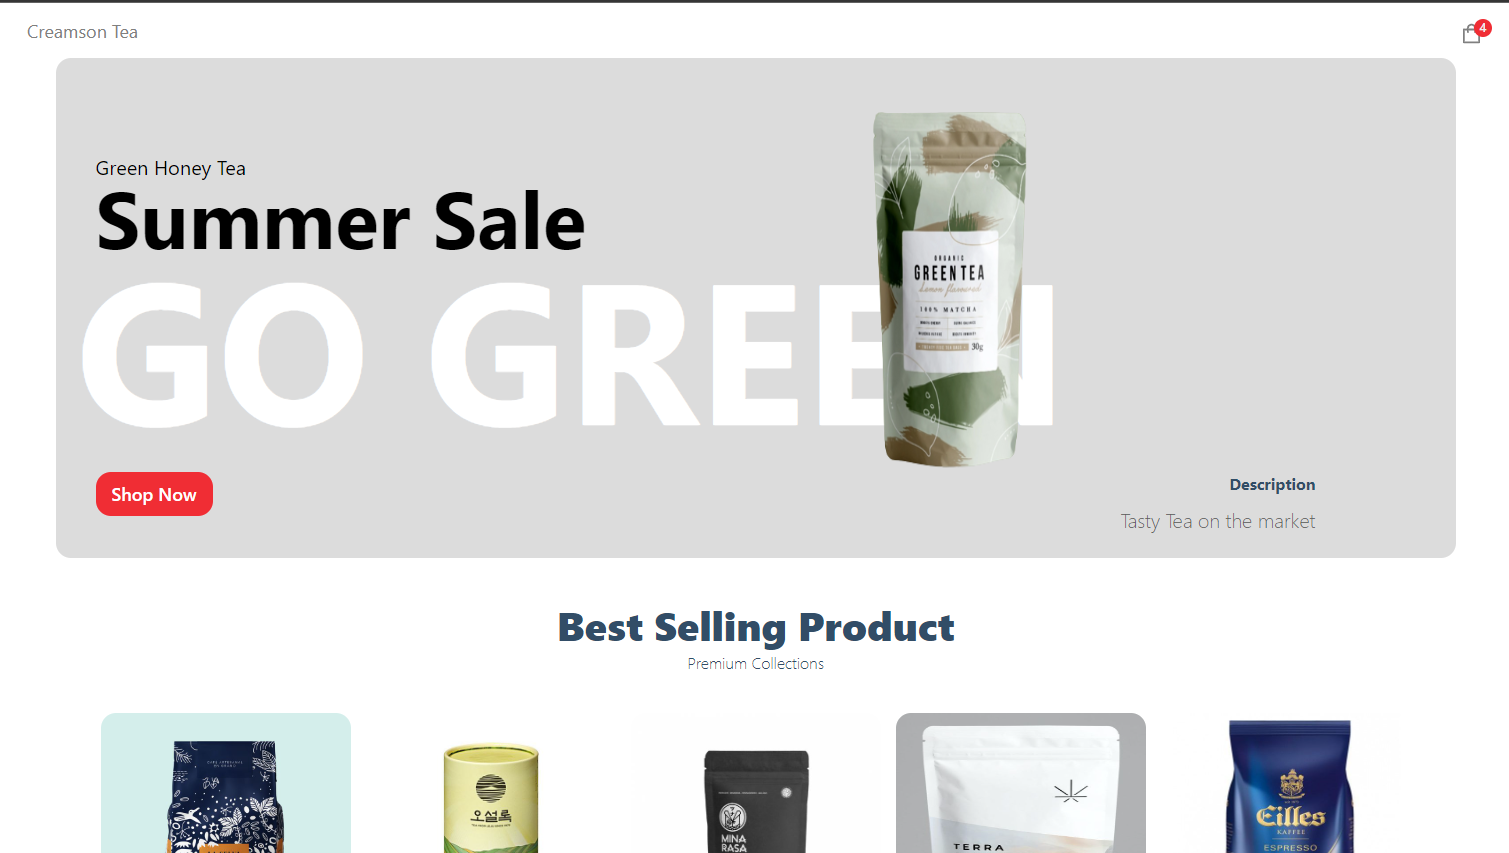 Creamson Tea
4
Green Honey Tea
Summer Sale
GO GREEN
ORGANIC
GREEN TEA
Lemon flavoured
100% MATCHA
30g
Shop Now
Description
Tasty Tea on the market
Best Selling Product
Premium Collections
오설록
MINA
RASA
TERRA
Eilles
KAFFEE
ESPRESSO